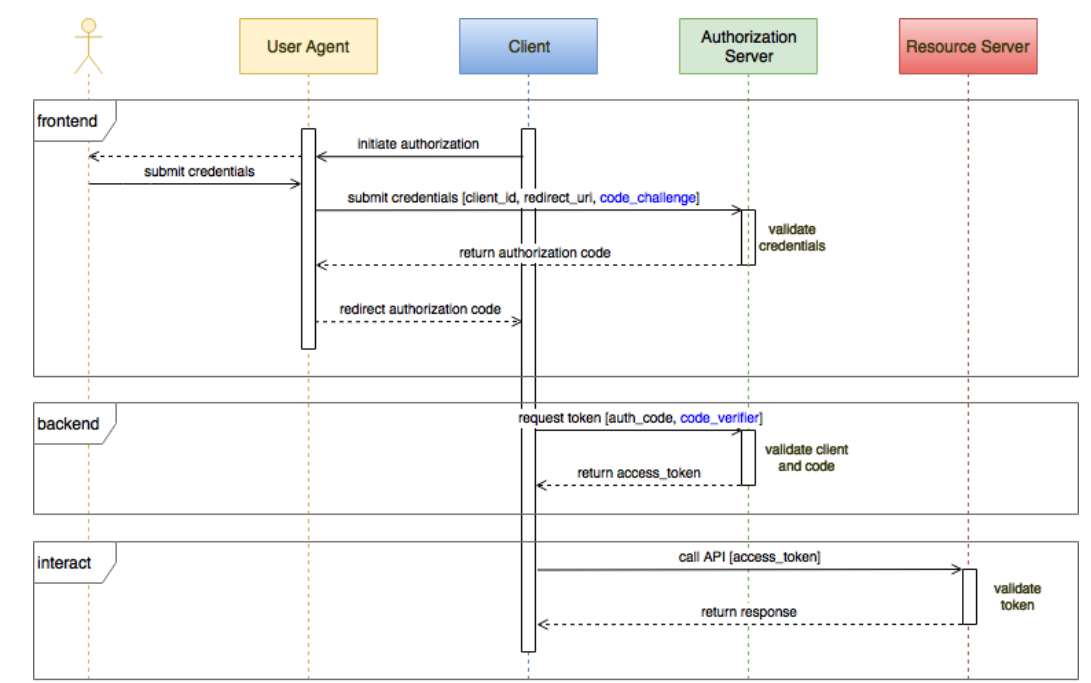 User Agent
Client
Authorization
Server
Resource Server
frontend
initiate authorization
submit credentials
submit credentials [client_id, redirect_uri, code_challenge]
validate
credentials
return authorization code
redirect authorization code
backend
request token [auth_code, code_verifier]
validate client
and code
return access_token
interact
call API [access_token]
validate
token
return response